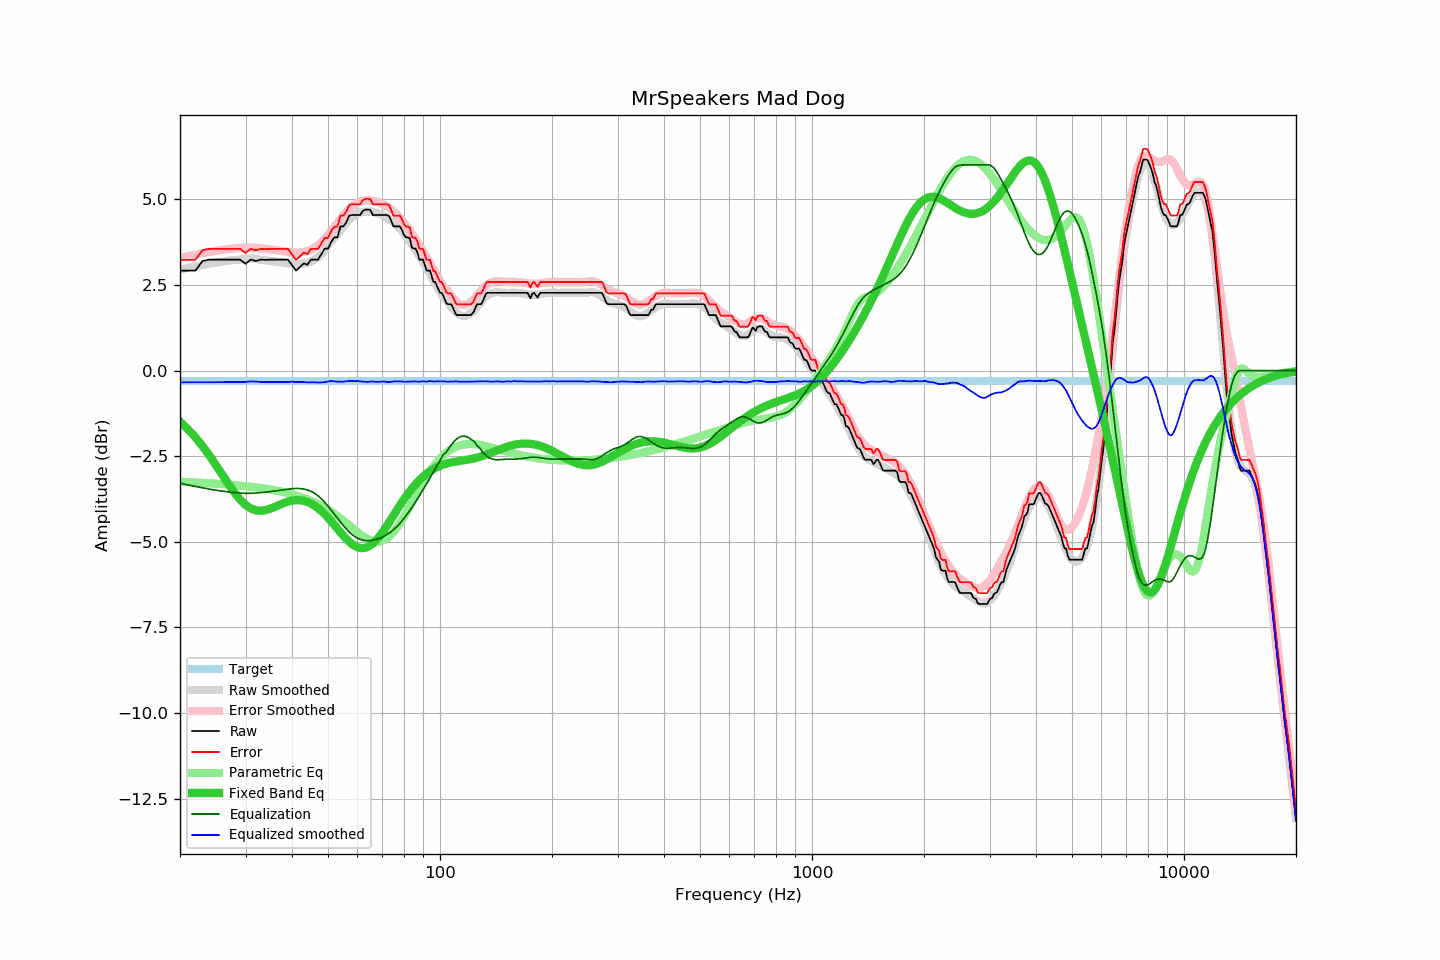 MrSpeakers Mad Dog
Amplitude (dBr)
5.0
2.5
0.0
−2.5
−5.0
−7.5
−10.0
−12.5
Target
Raw Smoothed
Error Smoothed
Raw
Error
Parametric Eq
Fixed Band Eq
Equalization
Equalized smoothed
100 1000 10000
Frequency (Hz)